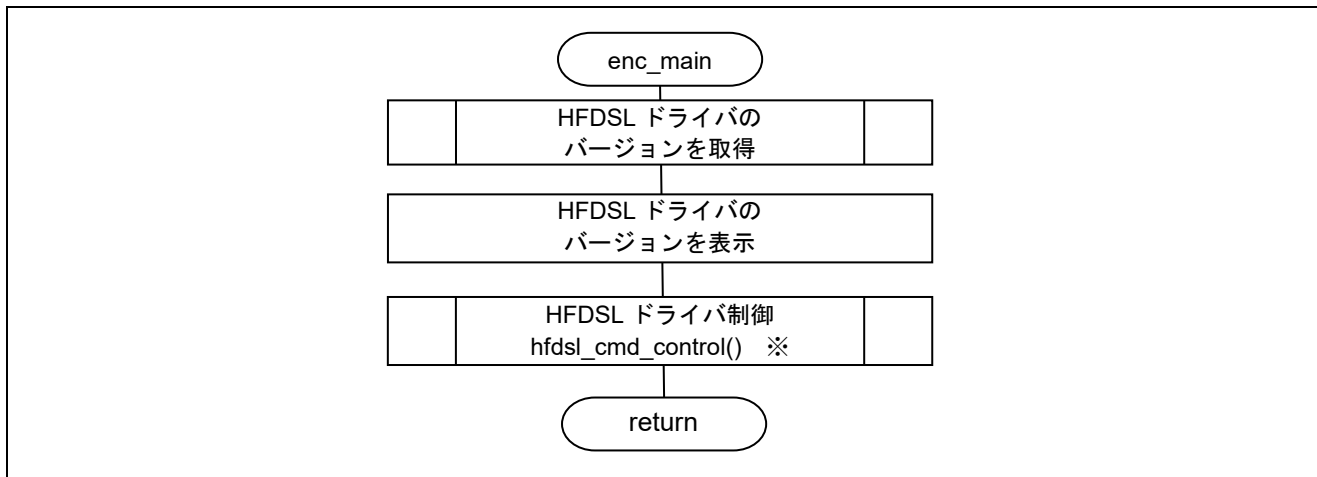 enc_main
HFDSL ドライバの
バージョンを取得
HFDSL ドライバの
バージョンを表示
HFDSL ドライバ制御
hfdsl_cmd_control()　※
return